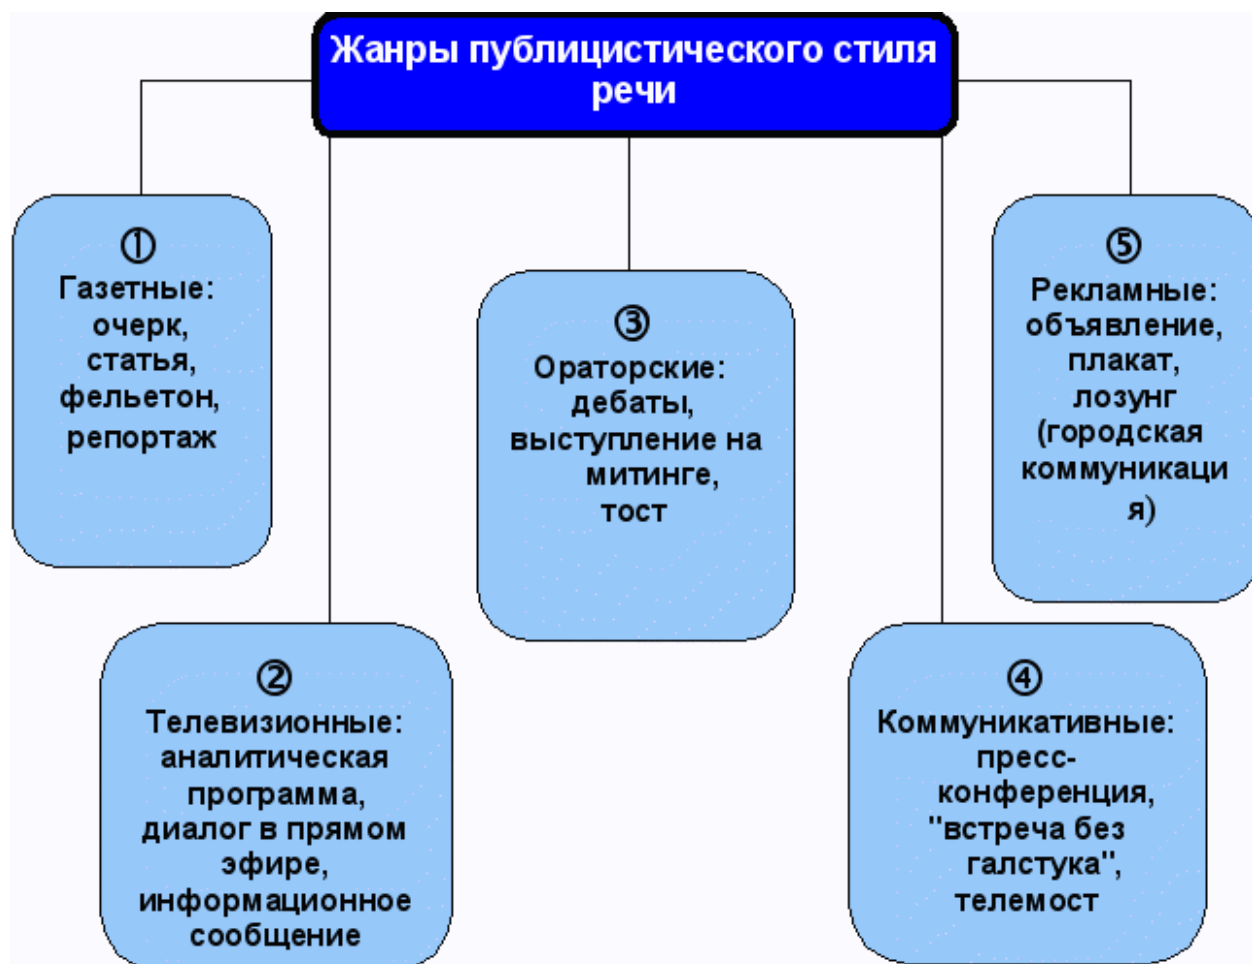 Жанры публицистического стиля
речи
①
Газетные:
очерк,
статья,
фельетон,
репортаж
②
Телевизионные:
аналитическая
программа,
диалог в прямом
эфире,
информационное
сообщение
③
Ораторские:
дебаты,
выступление на
митинге,
тост
④
Коммуникативные:
пресс-
конференция,
"встреча без
галстука",
телемост
⑤
Рекламные:
объявление,
плакат,
лозунг
(городская
коммуникаци
я)